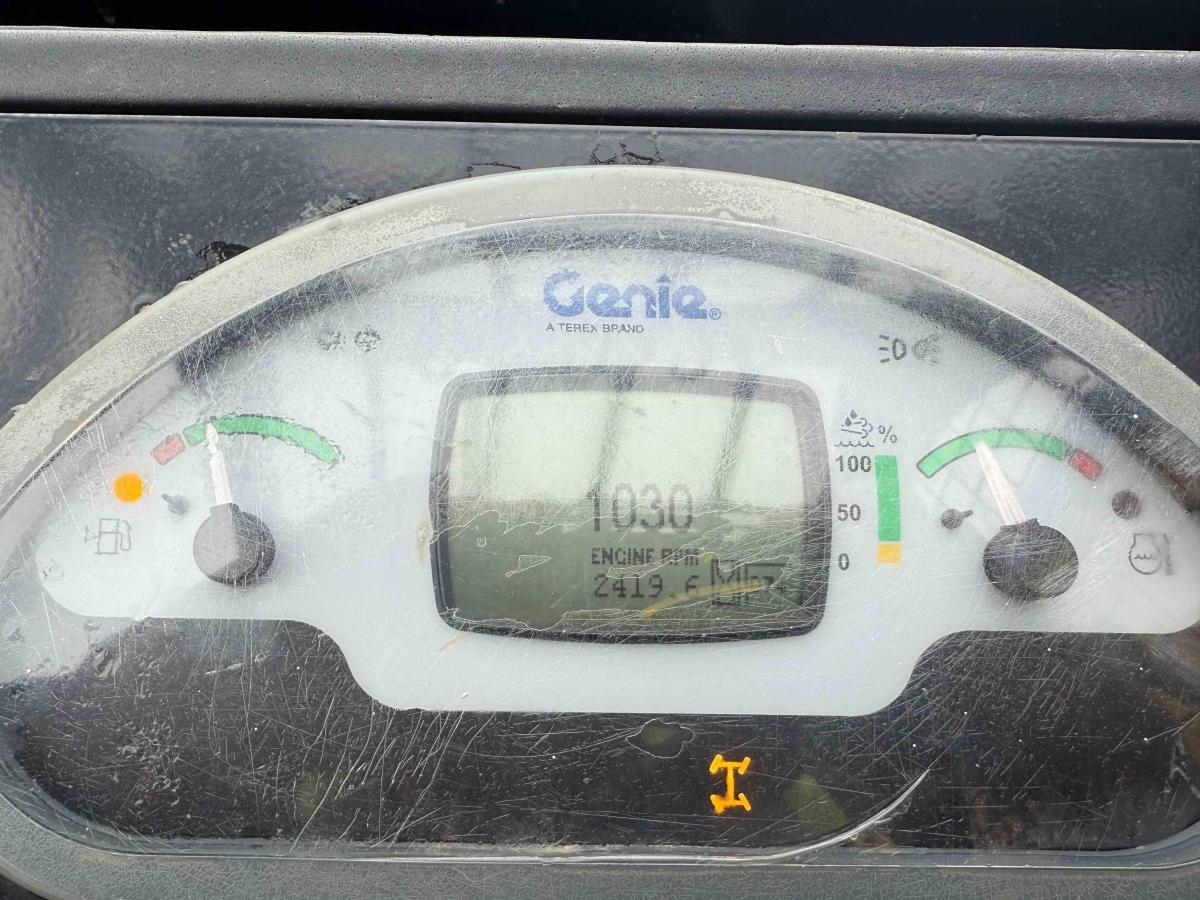 Genie®
A TEREX BRAND
%
100
50
0
1030
ENGINE RPM
2419.6